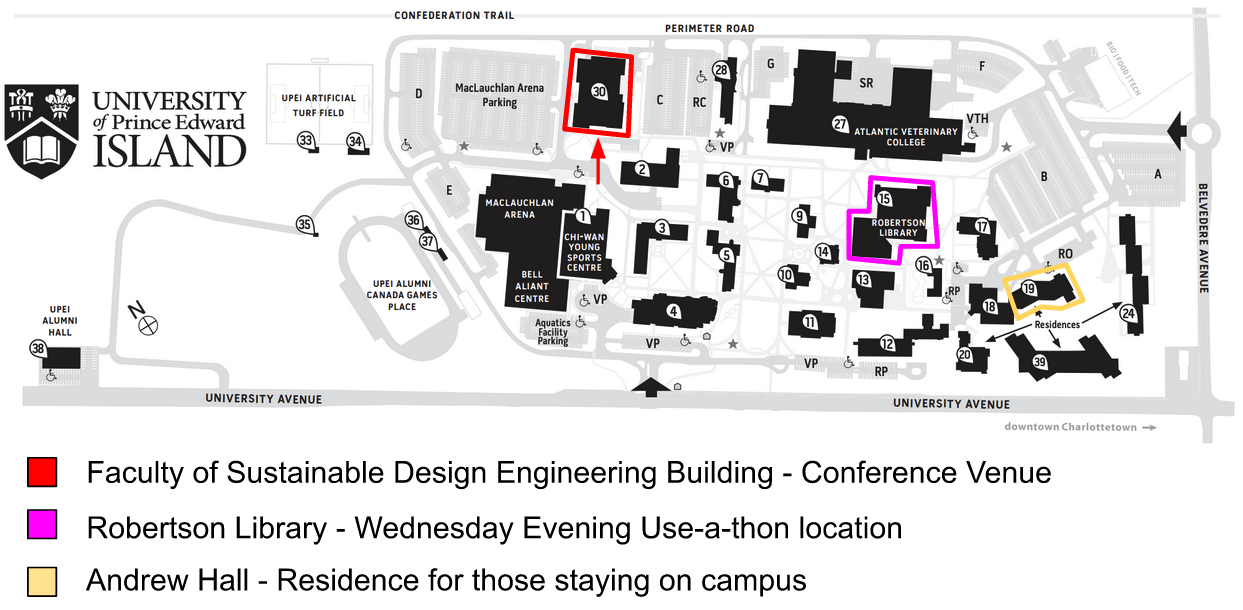 CONFEDERATION TRAIL
PERIMETER ROAD
UNIVERSITY
of Prince Edward
ISLAND
UPEI ARTIFICIAL
TURF FIELD
33
34
D
MacLauchlan Arena
Parking
30
C
RC
28
VP
G
SR
F
27
ATLANTIC VETERINARY
COLLEGE
VTH
BIO | FOOD | TECH
B
A
BELVEDERE AVENUE
E
35
36
37
UPEI ALUMNI
CANADA GAMES
PLACE
MACLAUCHLAN
ARENA
1
CHI-WAN
YOUNG
SPORTS
CENTRE
BELL
ALIANT
CENTRE
VP
Aquatics
Facility
Parking
2
3
4
5
6
7
9
10
11
12
13
14
15
ROBERTSON
LIBRARY
16
17
RP
RO
18
19
Residences
20
24
39
VP
VP
RP
N
UPEI
ALUMNI
HALL
38
UNIVERSITY AVENUE
UNIVERSITY AVENUE
downtown Charlottetown
Faculty of Sustainable Design Engineering Building - Conference Venue
Robertson Library - Wednesday Evening Use-a-thon location
Andrew Hall - Residence for those staying on campus